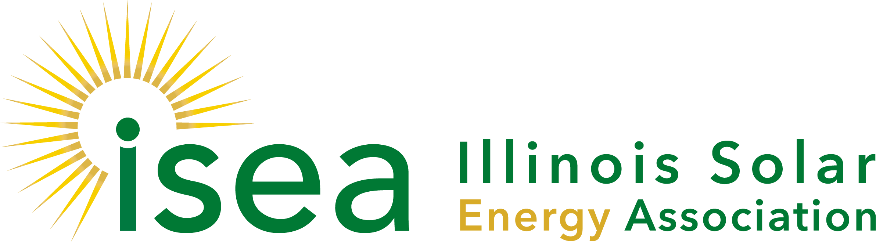 isea
Illinois Solar
Energy Association